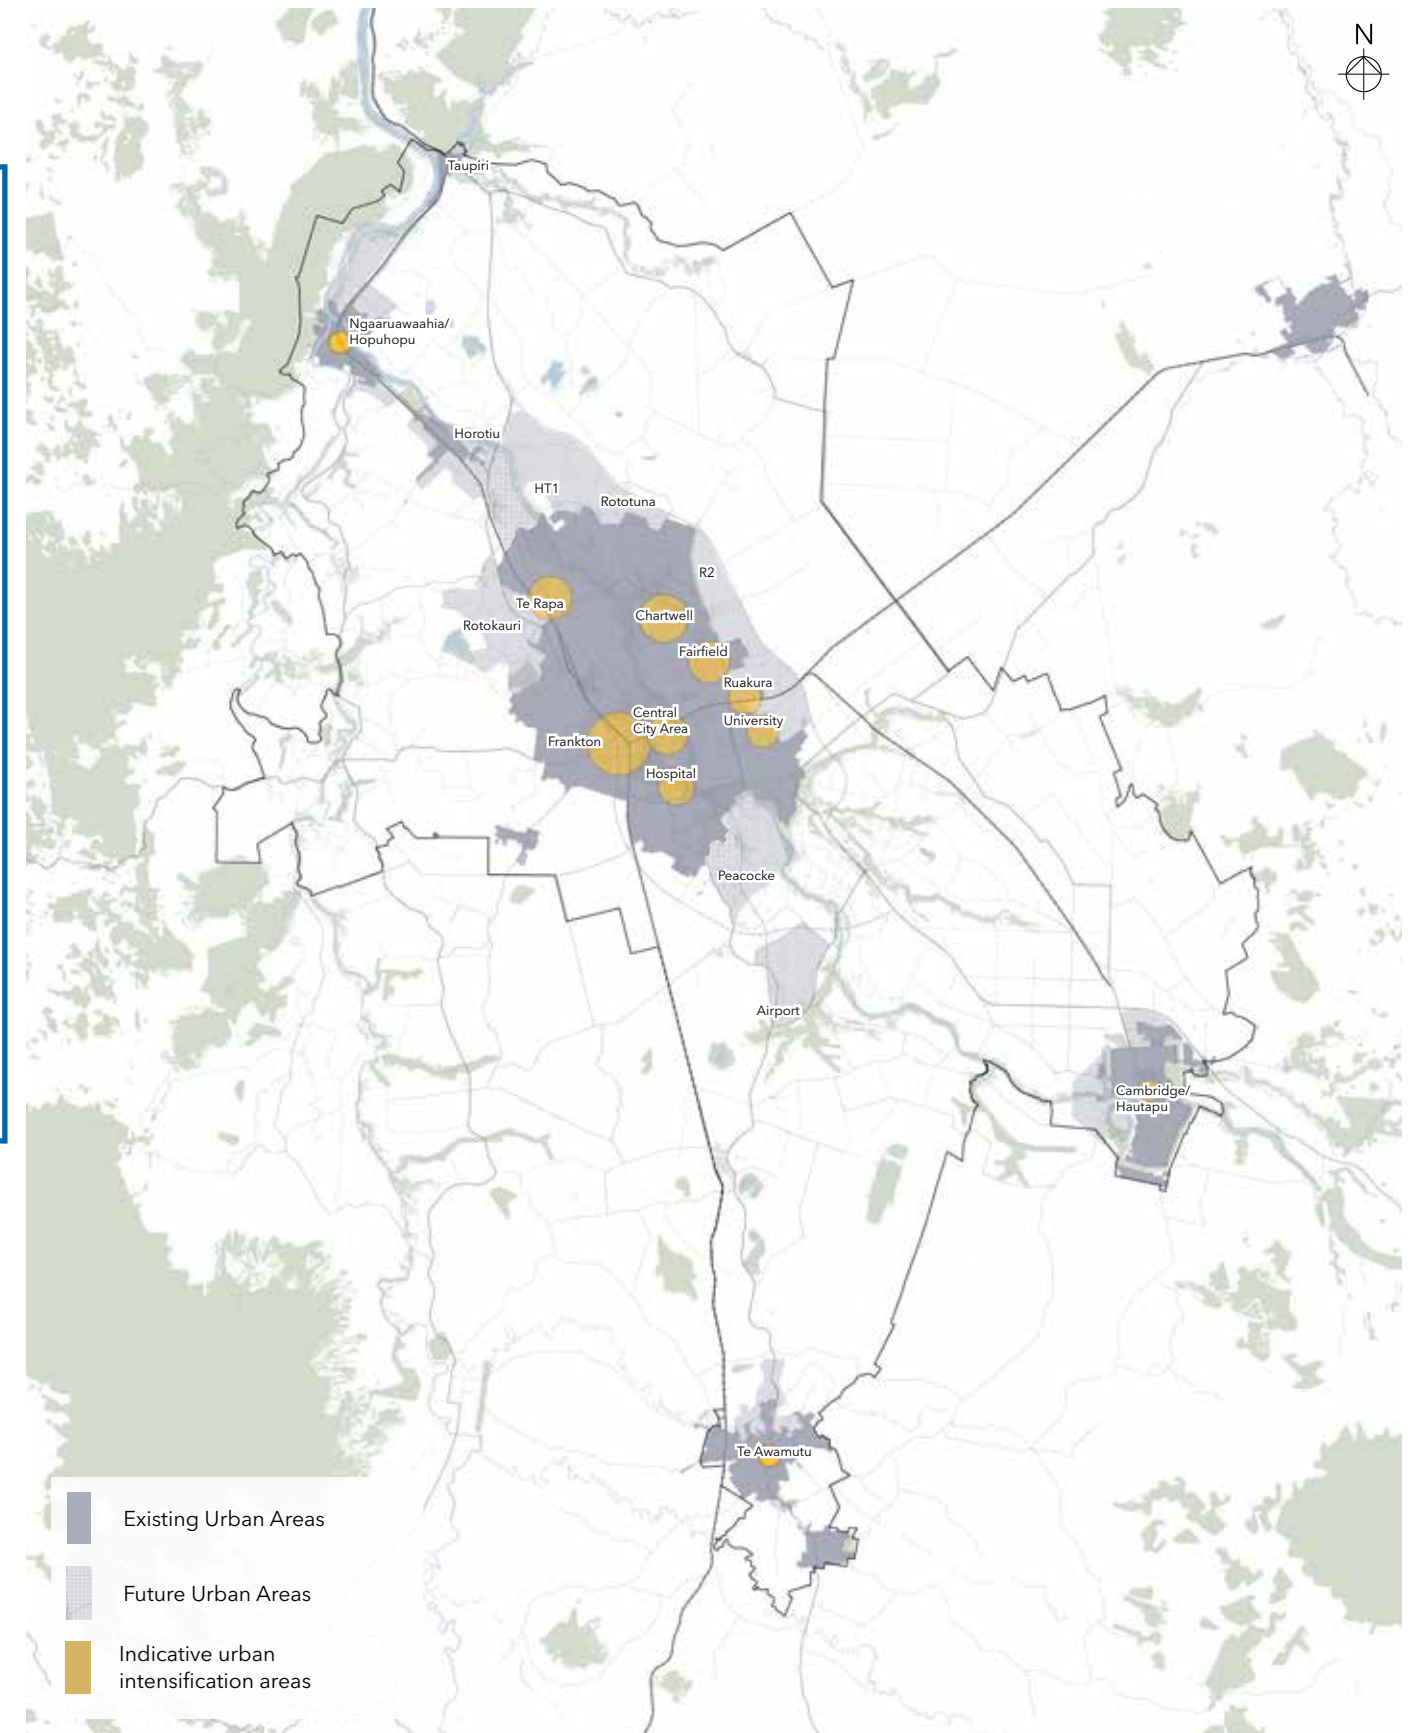 N
Taupiri
Ngaaruawaahia/
Hopuhopu
Horotiu
HT1
Rototuna
R2
Te Rapa
Chartwell
Rotokauri
Fairfield
Ruakura
Central
City Area
University
Frankton
Hospital
Peacocke
Airport
Cambridge/
Hautapu
Te Awamutu
Existing Urban Areas
Future Urban Areas
Indicative urban
intensification areas